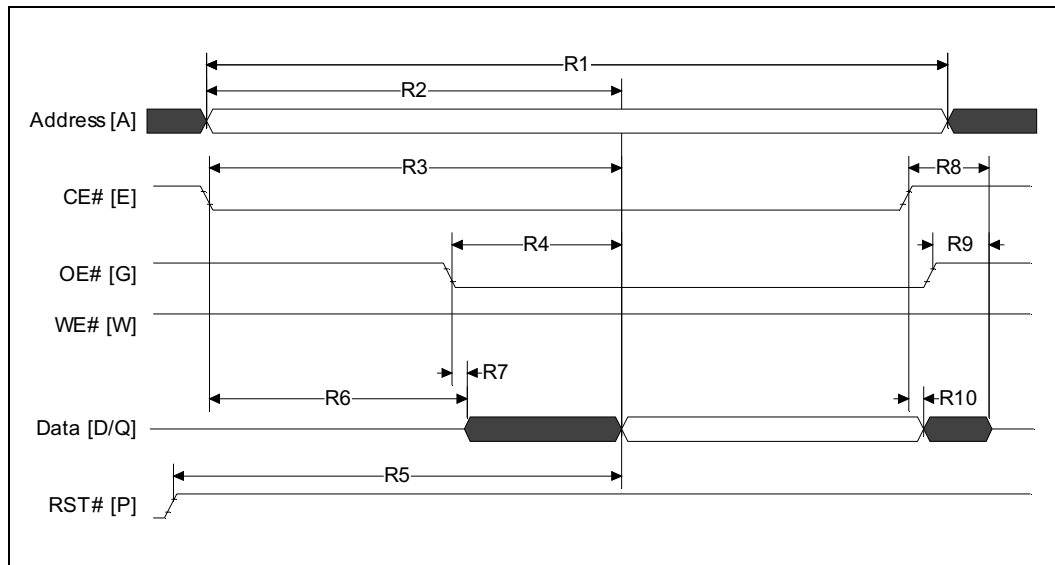 R1
R2
Address [A]
R3
R8
CE# [E]
R4
R9
OE# [G]
WE# [W]
R7
R6
R10
Data [D/Q]
R5
RST# [P]